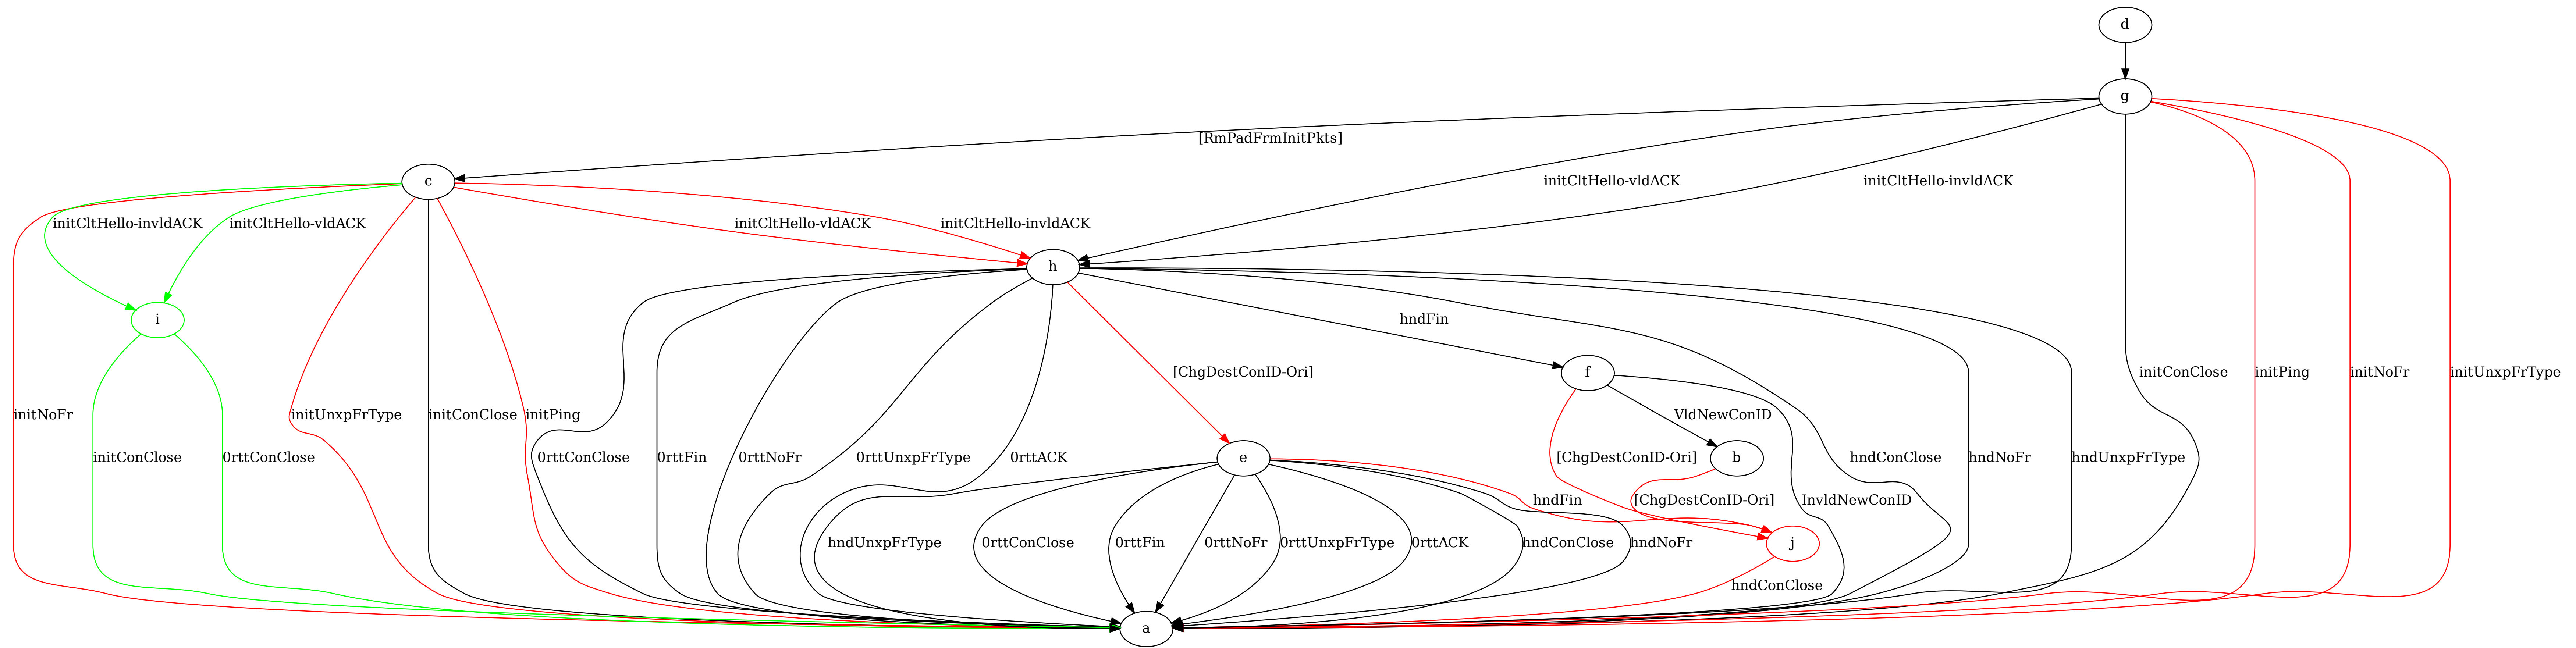 d
g
[RmPadFrmInitPkts]
c
initCltHello-vldACK
initCltHello-invldACK
initCltHello-invldACK
initCltHello-vldACK
initCltHello-vldACK
initCltHello-invldACK
h
i
hndFin
[ChgDestConID-Ori]
f
initConClose
initPing
initNoFr
initUnxpFrType
initNoFr
initUnxpFrType
initConClose
initPing
VldNewConID
initConClose
0rttConClose
0rttConClose
0rttFin
0rttNoFr
0rttUnxpFrType
0rttACK
e
[ChgDestConID-Ori]
b
hndConClose
hndNoFr
hndUnxpFrType
hndFin
[ChgDestConID-Ori]
InvldNewConID
hndUnxpFrType
0rttConClose
0rttFin
0rttNoFr
0rttUnxpFrType
0rttACK
hndConClose
hndNoFr
j
hndConClose
a